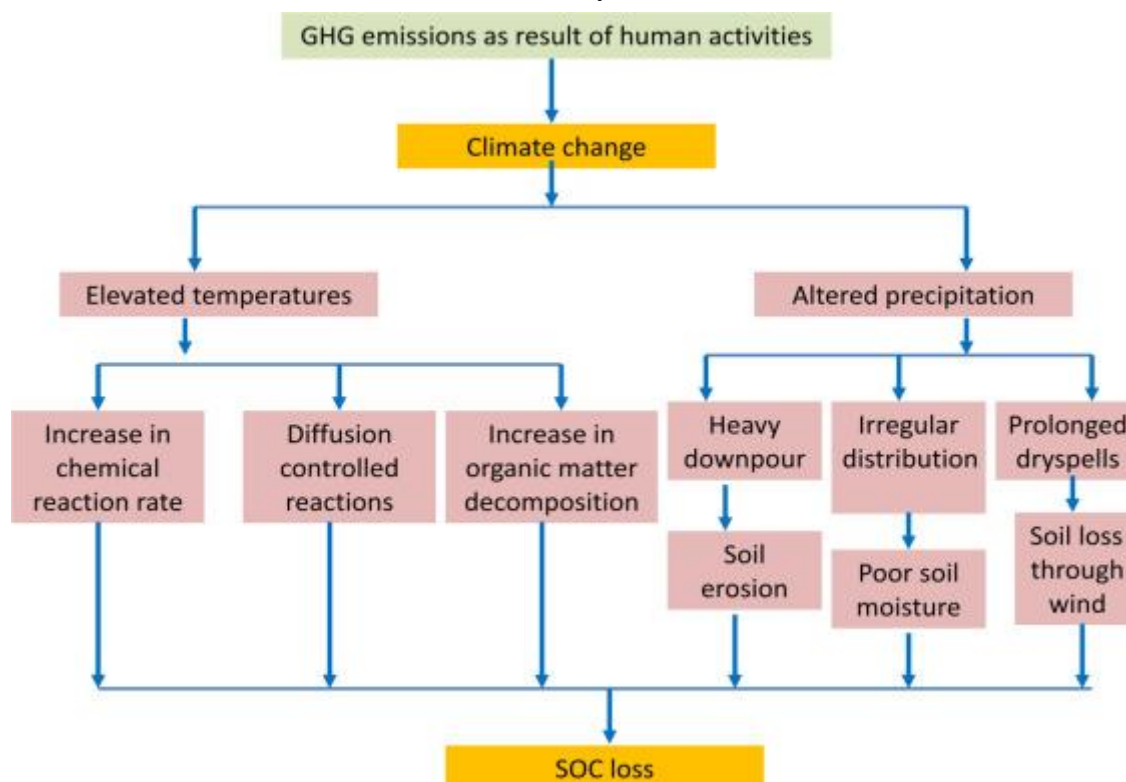 GHG emissions as result of human activities
Climate change
Elevated temperatures
Altered precipitation
Increase in
chemical
reaction rate
Diffusion
controlled
reactions
Increase in
organic matter
decomposition
Heavy
downpour
Irregular
distribution
Prolonged
dryspells
Soil
erosion
Poor soil
moisture
Soil loss
through
wind
SOC loss